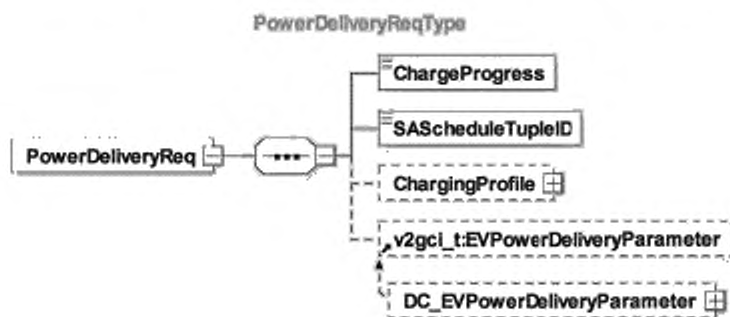 PowerDeliveryReqType
ChargeProgress
SAScheduleTupleID
PowerDeliveryReq
ChargingProfile
v2gci_t:EVPowerDeliveryParameter
DC_EVPowerDeliveryParameter